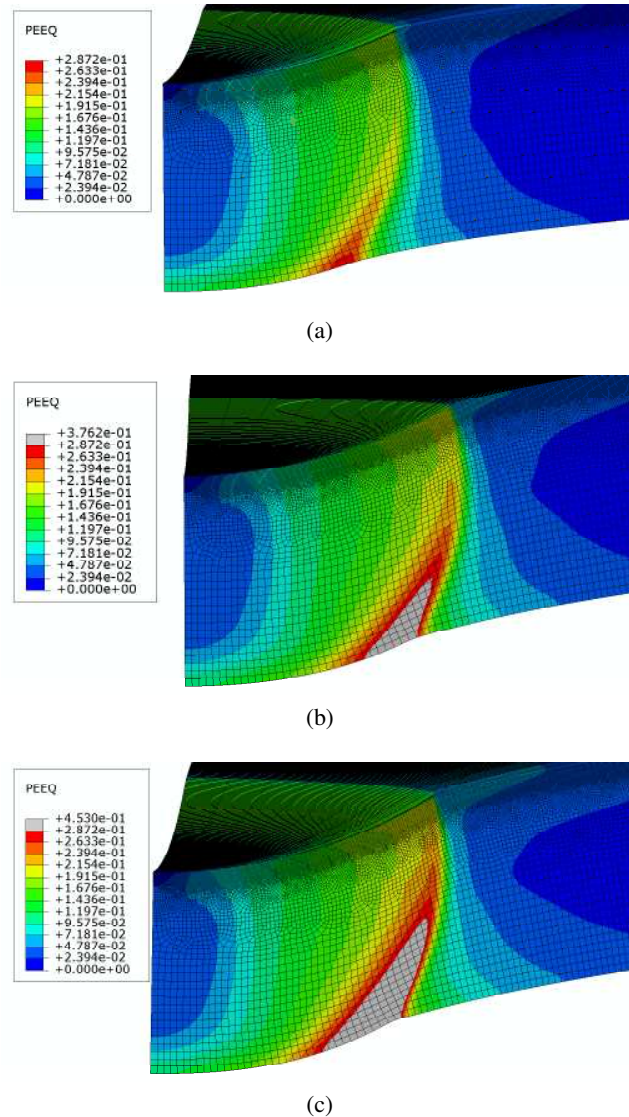 PEEQ
+2.872e-01
+2.633e-01
+2.394e-01
+2.154e-01
+1.915e-01
+1.676e-01
+1.436e-01
+1.197e-01
+9.575e-02
+7.181e-02
+4.787e-02
+2.394e-02
+0.000e+00
(a)
PEEQ
+3.762e-01
+2.872e-01
+2.633e-01
+2.394e-01
+2.154e-01
+1.915e-01
+1.676e-01
+1.436e-01
+1.197e-01
+9.575e-02
+7.181e-02
+4.787e-02
+2.394e-02
+0.000e+00
(b)
PEEQ
+4.530e-01
+2.872e-01
+2.633e-01
+2.394e-01
+2.154e-01
+1.915e-01
+1.676e-01
+1.436e-01
+1.197e-01
+9.575e-02
+7.181e-02
+4.787e-02
+2.394e-02
+0.000e+00
(c)